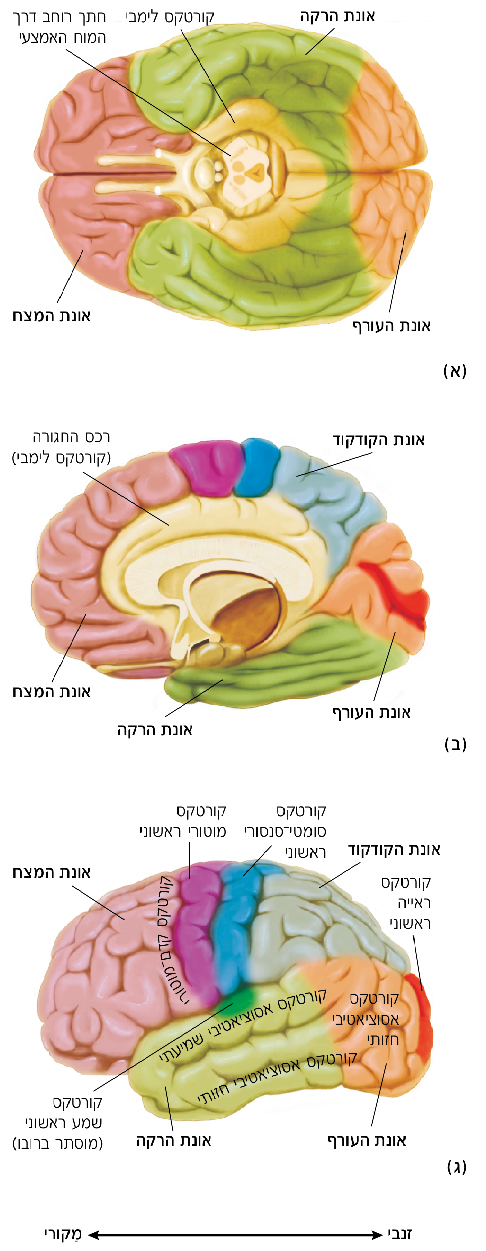 אונת הרקה
קורטקס לימבי
חתך רוחב דרך
המוח האמצעי
אונת המצח
אונת העורף
(א)
רכס החגורה
(קורטקס לימבי)
אונת הקודקוד
אונת המצח
אונת העורף
אונת הרקה
(ב)
קורטקס
סומטי־סנסורי
ראשוני
קורטקס
מוטורי ראשוני
אונת הקודקוד
אונת המצח
קורטקס
ראייה
ראשוני
קורטקס קדם־מוטורי
קורטקס אסוציאטיבי שמיעתי
קורטקס
אסוציאטיבי
חזותי
קורטקס אסוציאטיבי חזותי
קורטקס
שמע ראשוני
(מוסתר ברובו)
אונת הרקה
אונת העורף
(ג)
זנבי
מקורי